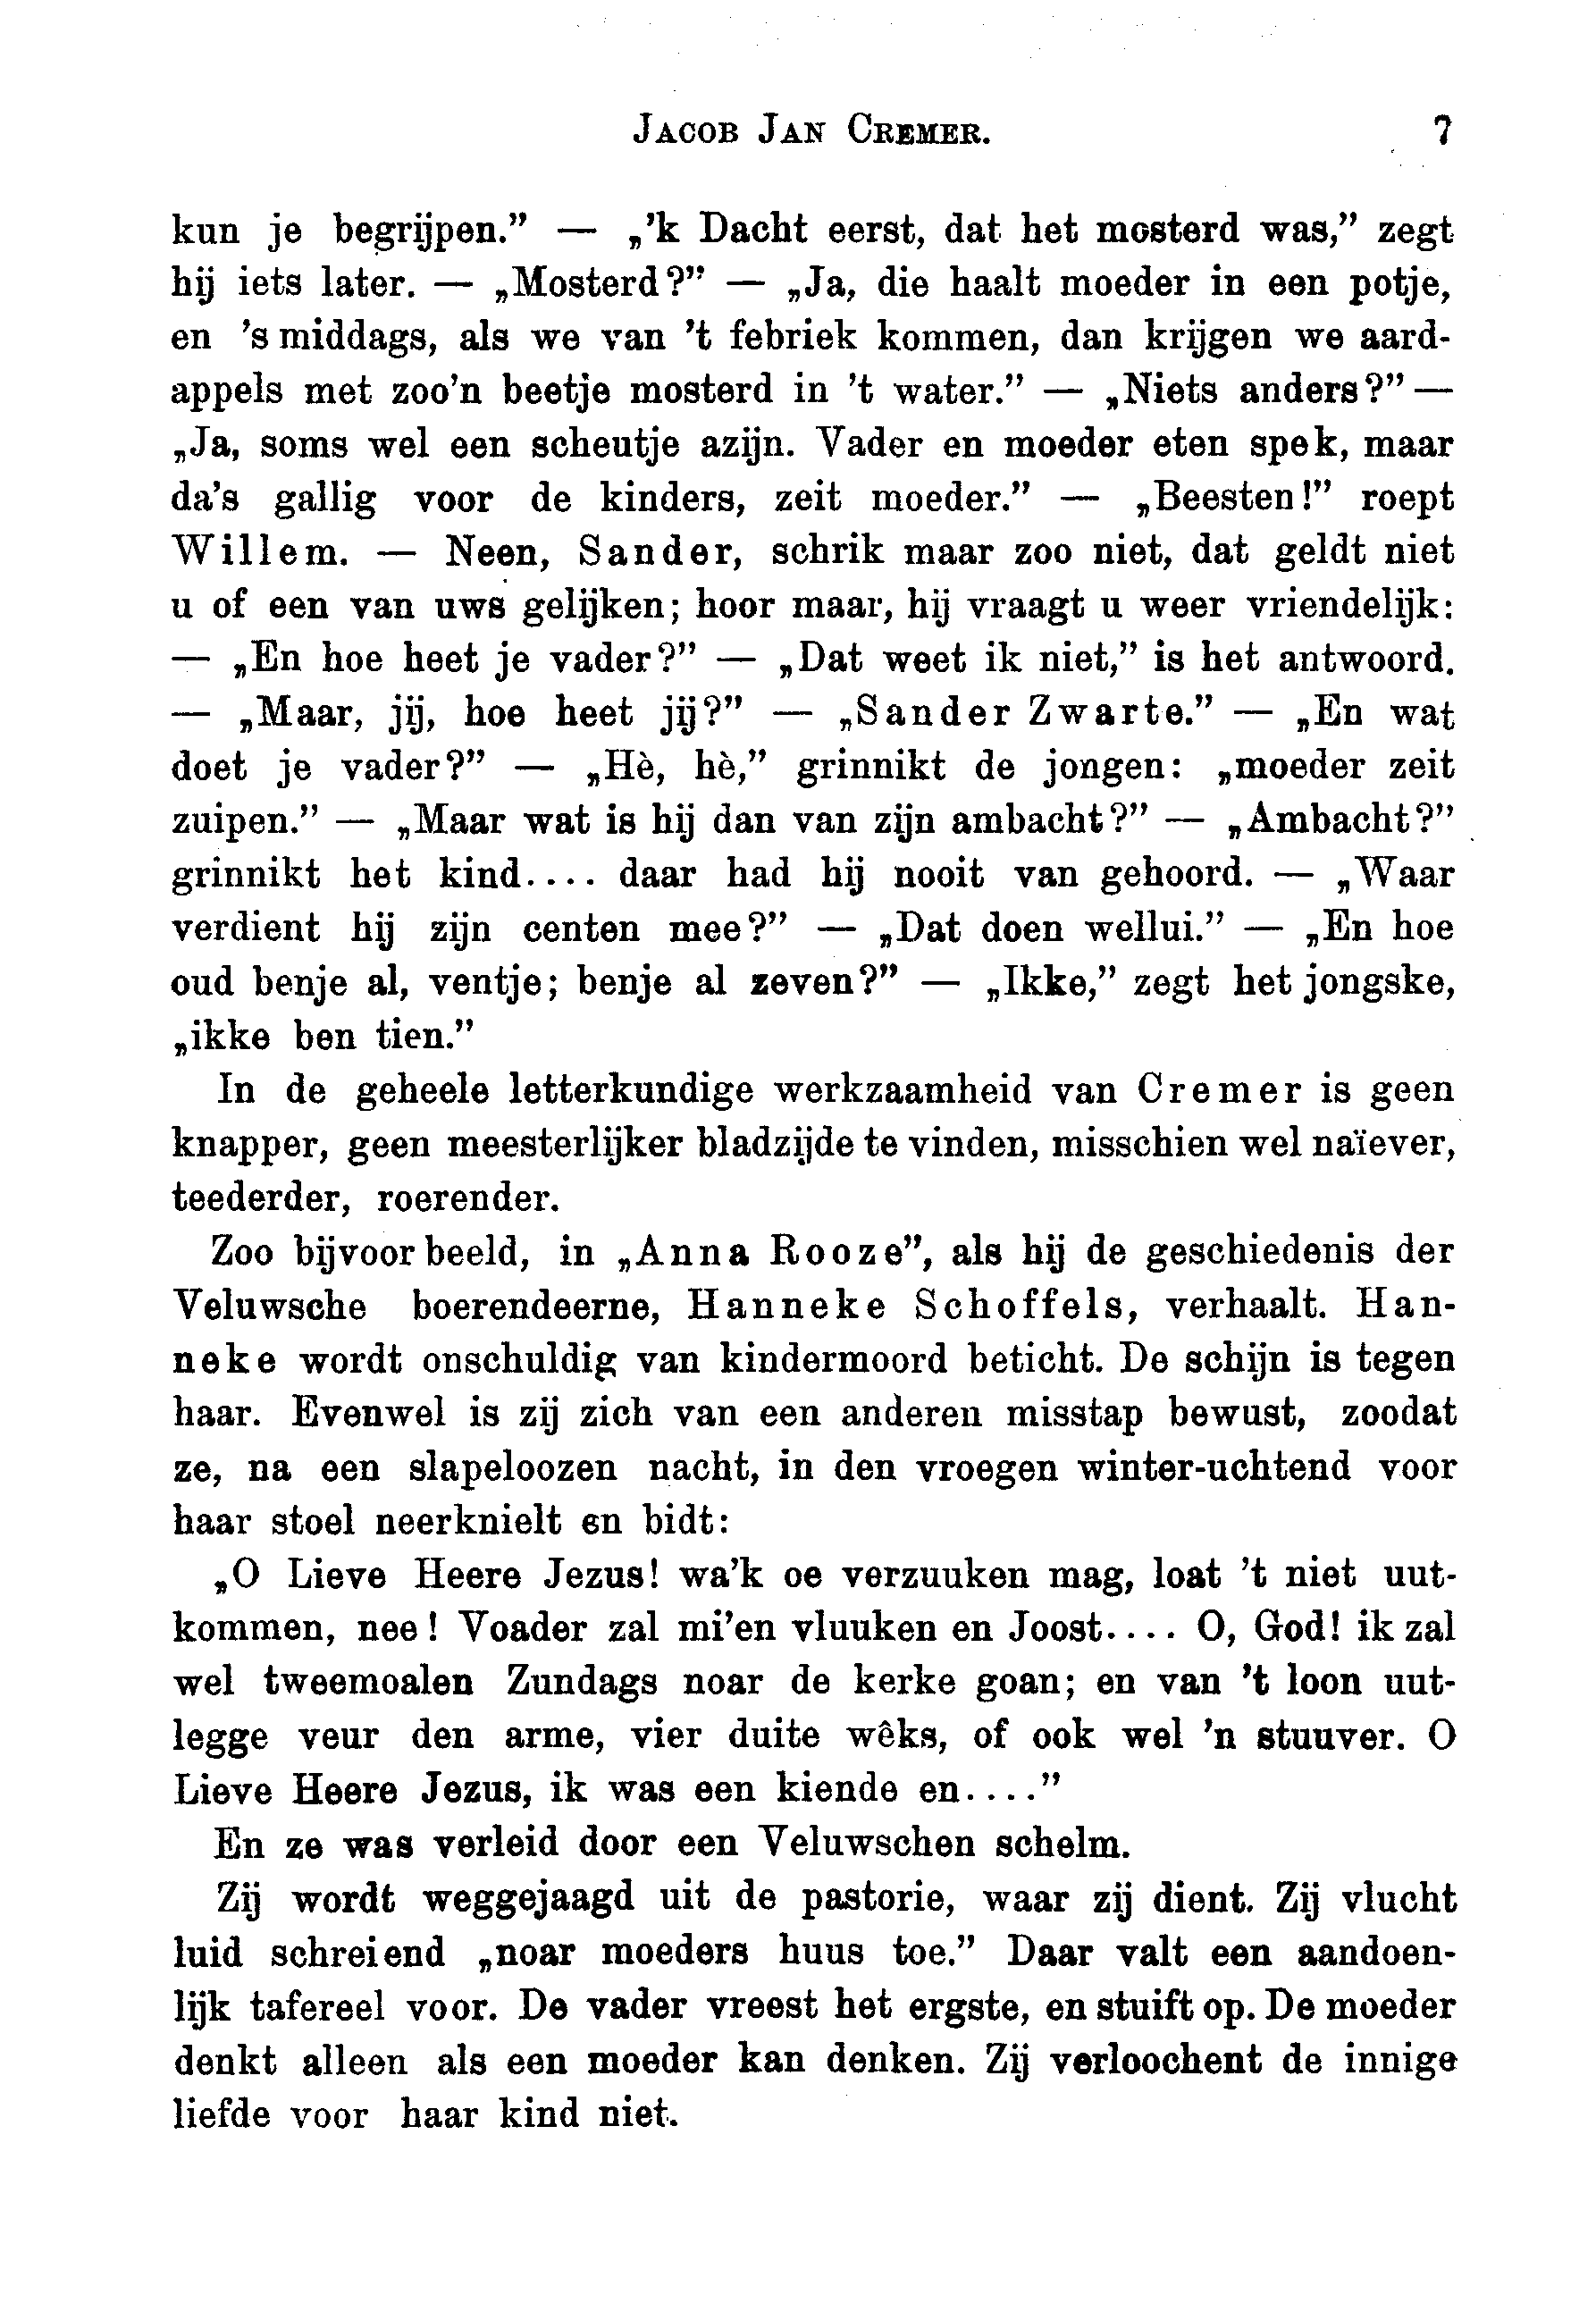 JACOB JAN CREMER. 7
kun je begrijpen.” — „’k Dacht eerst, dat het mosterd was,” zegt
hij iets later. — „Mosterd?” — „Ja, die haalt moeder in een potje,
en ’s middags, als we van ’t febriek kommen, dan krijgen we aard-
appels met zoo’n beetje mosterd in ’t water.” — „Niets anders?” —
„Ja, soms wel een scheutje azijn. Vader en moeder eten spek, maar
da’s gallig voor de kinders, zeit moeder.” — „Beesten!” roept
Willem. — Neen, Sander, schrik maar zoo niet, dat geldt niet
u of een van uws gelijken; hoor maar, hij vraagt u weer vriendelijk:
— „En hoe heet je vader?” — „Dat weet ik niet,” is het antwoord.
— „Maar, jij, hoe heet jij?” — „Sander Zwarte.” — „En wat
doet je vader?” — „Hè, hè,” grinnikt de jongen: „moeder zeit
zuipen.” — „Maar wat is hij dan van zijn ambacht?” — „Ambacht?”
grinnikt het kind.... daar had hij nooit van gehoord. — „Waar
verdient hij zijn centen mee?” — „Dat doen wellui.” — „En hoe
oud benje al, ventje; benje al zeven?” — „Ikke,” zegt het jongske,
„ikke ben tien.”
In de geheele letterkundige werkzaamheid van Cremer is geen
knapper, geen meesterlijker bladzijde te vinden, misschien wel naïever,
teederder, roerender.
Zoo bijvoorbeeld, in „Anna Rooze”, als hij de geschiedenis der
Veluwsche boerendeerne, Hanneke Schoffels, verhaalt. Han-
neke wordt onschuldig van kindermoord beticht. De schijn is tegen
haar. Evenwel is zij zich van een anderen misstap bewust, zoodat
ze, na een slapeloozen nacht, in den vroegen winter-uchtend voor
haar stoel neerknielt en bidt:
„O Lieve Heere Jezus! wa’k oe verzuuken mag, loat ’t niet uut-
kommen, nee! Voader zal mi’en vluuken en Joost.... O, God! ik zal
wel tweemoalen Zundags noar de kerke goan; en van ’t loon uut-
legge veur den arme, vier duite wêks, of ook wel ’n stuuver. O
Lieve Heere Jezus, ik was een kiende en....”
En ze was verleid door een Veluwschen schelm.
Zij wordt weggejaagd uit de pastorie, waar zij dient. Zij vlucht
luid schreiend „noar moeders huus toe.” Daar valt een aandoen-
lijk tafereel voor. De vader vreest het ergste, en stuift op. De moeder
denkt alleen als een moeder kan denken. Zij verloochent de innige
liefde voor haar kind niet.